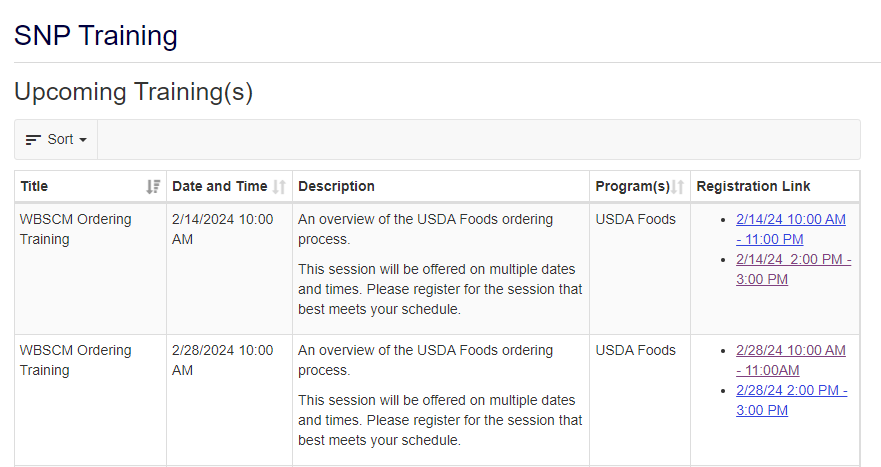 SNP Training
Upcoming Training(s)
Sort
Title Date and Time Description Program(s) Registration Link
WBSCM Ordering
Training
2/14/2024 10:00
AM
An overview of the USDA Foods ordering
process.
This session will be offered on multiple dates
and times. Please register for the session that
best meets your schedule.
USDA Foods
2/14/24 10:00 AM
- 11:00 PM
2/14/24  2:00 PM -
3:00 PM
WBSCM Ordering
Training
2/28/2024 10:00
AM
An overview of the USDA Foods ordering
process.
This session will be offered on multiple dates
and times. Please register for the session that
best meets your schedule.
USDA Foods
2/28/24 10:00 AM
- 11:00AM
2/28/24 2:00 PM -
3:00 PM